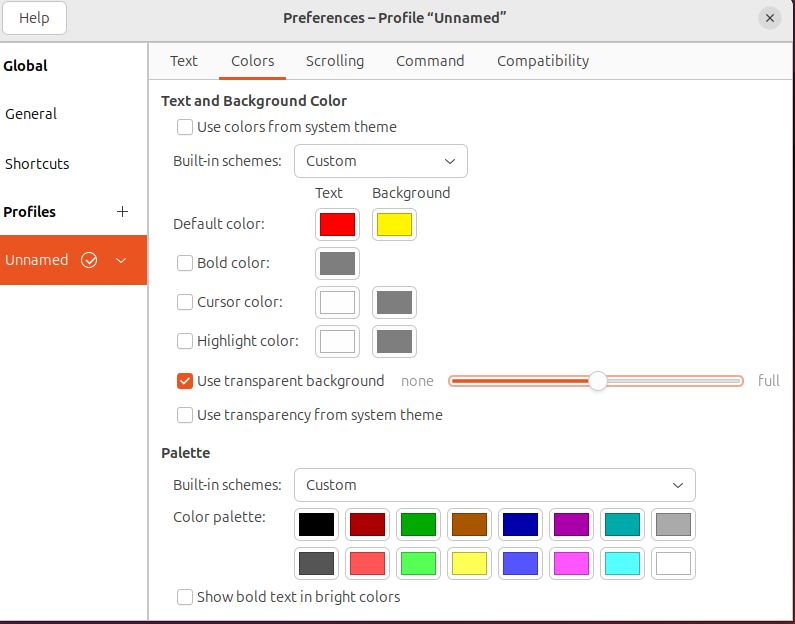 Help
Preferences – Profile “Unnamed”
Global
General
Shortcuts
Profiles
Unnamed
Text Colors Scrolling Command Compatibility
Text and Background Color
Use colors from system theme
Built-in schemes: Custom
Text Background
Default color:
Bold color:
Cursor color:
Highlight color:
Use transparent background none full
Use transparency from system theme
Palette
Built-in schemes: Custom
Color palette:
Show bold text in bright colors